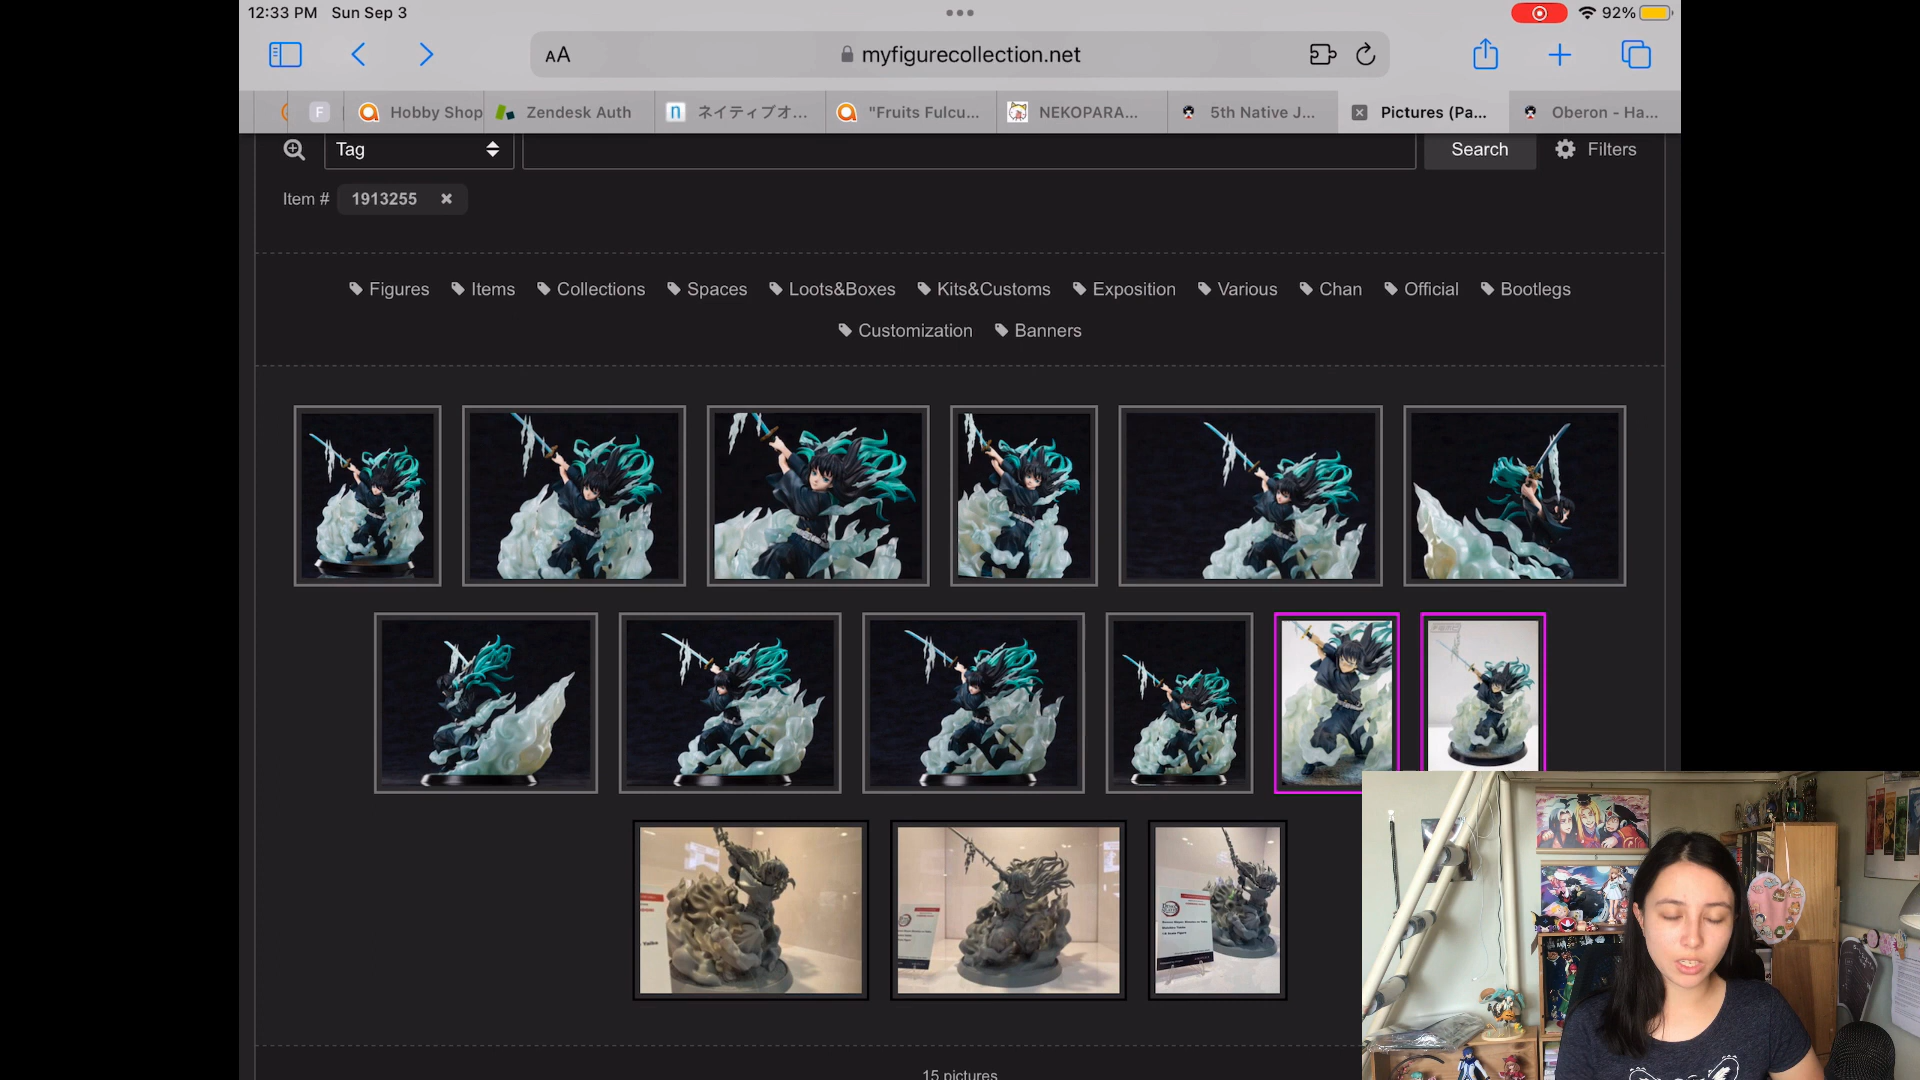 12:33 PM Sun Sep 3
92%
AA myfigurecollection.net
F Hobby Shop Zendesk Auth n ネイティブオ... "Fruits Fulcu... NEKOPARA... 5th Native J... Pictures (Pa... Oberon - Ha...
Tag Search Filters
Item # 1913255
Figures Items Collections Spaces Loots&Boxes Kits&Customs Exposition Various Chan Official Bootlegs
Customization Banners
15 pictures